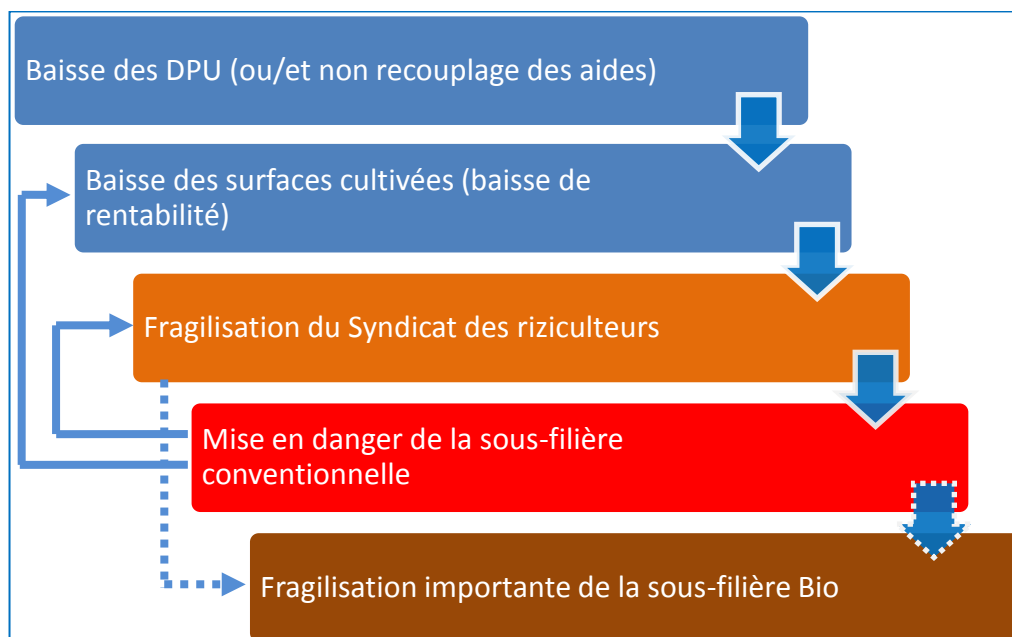 Baisse des DPU (ou/et non recouplage des aides)
Baisse des surfaces cultivées (baisse de
rentabilité)
Fragilisation du Syndicat des riziculteurs
Mise en danger de la sous-filière
conventionnelle
Fragilisation importante de la sous-filière Bio